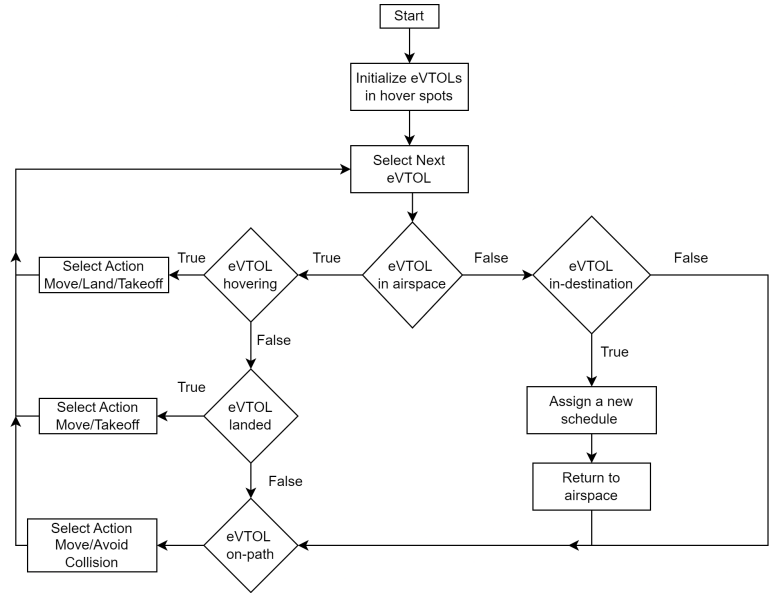 Start
Initialize eVTOLs
in hover spots
Select Next
eVTOL
eVTOL
in airspace
True
False
eVTOL
hovering
True
Select Action
Move/Land/Takeoff
False
eVTOL
landed
True
Select Action
Move/Takeoff
False
eVTOL
on-path
Select Action
Move/Avoid
Collision
eVTOL
in-destination
False
True
Assign a new
schedule
Return to
airspace